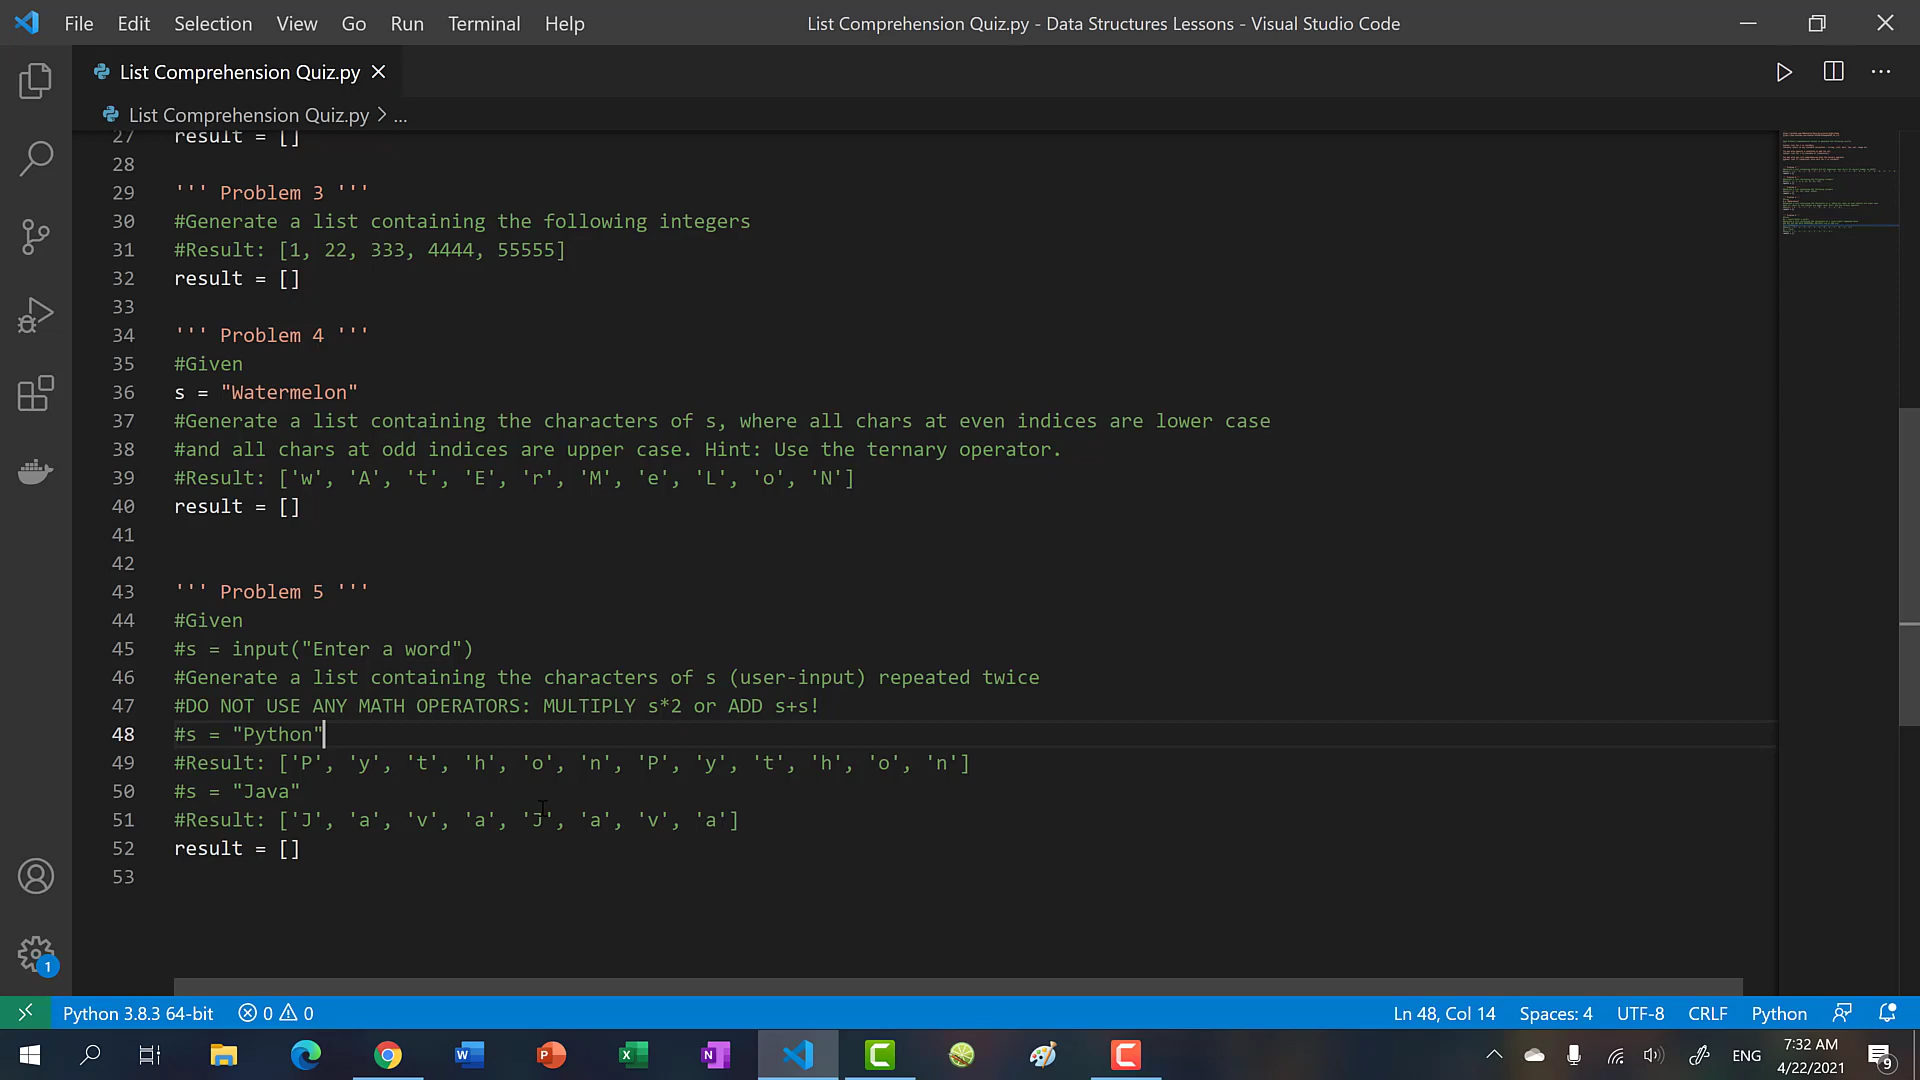 File Edit Selection View Go Run Terminal Help
List Comprehension Quiz.py - Data Structures Lessons - Visual Studio Code
List Comprehension Quiz.py
List Comprehension Quiz.py > ...
27 result = []
28
29 ''' Problem 3 '''
30 #Generate a list containing the following integers
31 #Result: [1, 22, 333, 4444, 55555]
32 result = []
33
34 ''' Problem 4 '''
35 #Given
36 s = "Watermelon"
37 #Generate a list containing the characters of s, where all chars at even indices are lower case
38 #and all chars at odd indices are upper case. Hint: Use the ternary operator.
39 #Result: ['w', 'A', 't', 'E', 'r', 'M', 'e', 'L', 'o', 'N']
40 result = []
41
42
43 ''' Problem 5 '''
44 #Given
45 #s = input("Enter a word")
46 #Generate a list containing the characters of s (user-input) repeated twice
47 #DO NOT USE ANY MATH OPERATORS: MULTIPLY s*2 or ADD s+s!
48 #s = "Python"
49 #Result: ['P', 'y', 't', 'h', 'o', 'n', 'P', 'y', 't', 'h', 'o', 'n']
50 #s = "Java"
51 #Result: ['J', 'a', 'v', 'a', 'J', 'a', 'v', 'a']
52 result = []
53
1
Python 3.8.3 64-bit 0 0 Ln 48, Col 14 Spaces: 4 UTF-8 CRLF Python
ENG
7:32 AM
4/22/2021
9